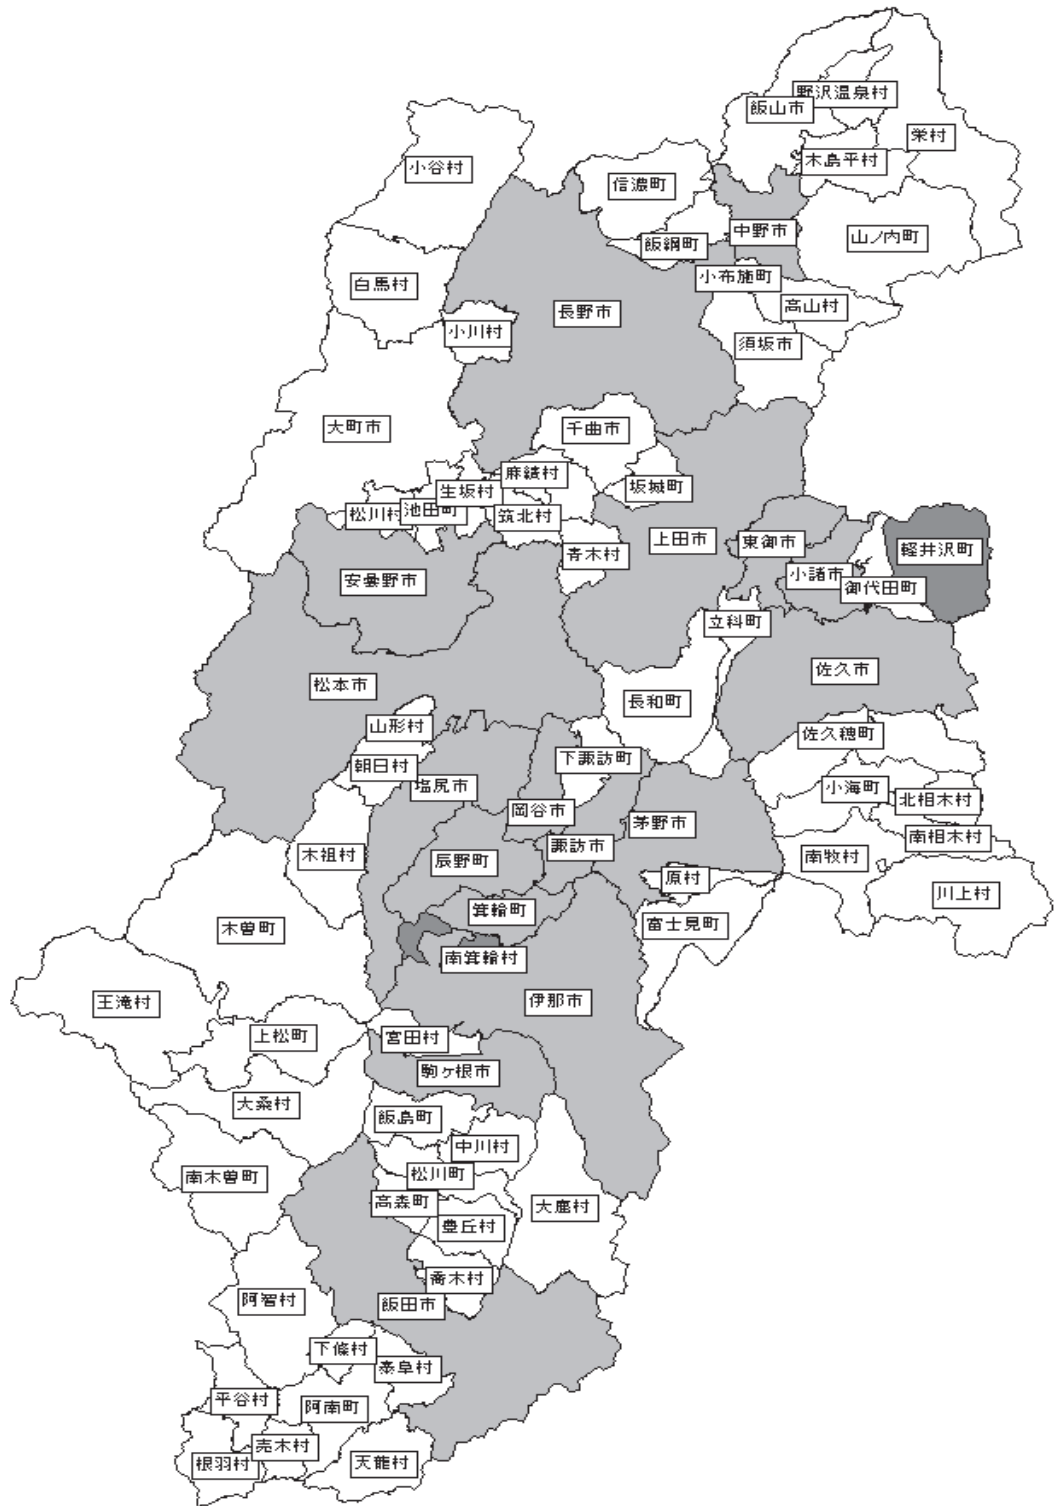 野沢温泉村
飯山市
栄村
木島平村
小谷村
信濃町
中野市
山ノ内町
飯綱町
小布施町
白馬村
高山村
長野市
小川村
須坂市
大町市
千曲市
麻績村
生坂村
坂城町
池田町
松川村
筑北村
上田市
東御市
軽井沢町
青木村
安曇野市
小諸市
御代田町
立科町
佐久市
松本市
長和町
山形村
佐久穂町
下諏訪町
朝日村
塩尻市
小海町
北相木村
岡谷市
茅野市
南相木村
諏訪市
木祖村
辰野町
南牧村
原村
川上村
箕輪町
富士見町
木曽町
南箕輪村
伊那市
王滝村
上松町
宮田村
駒ヶ根市
大桑村
飯島町
中川村
松川町
南木曽町
高森町
大鹿村
豊丘村
喬木村
阿智村
飯田市
下條村
泰阜村
平谷村
阿南町
売木村
根羽村
天龍村